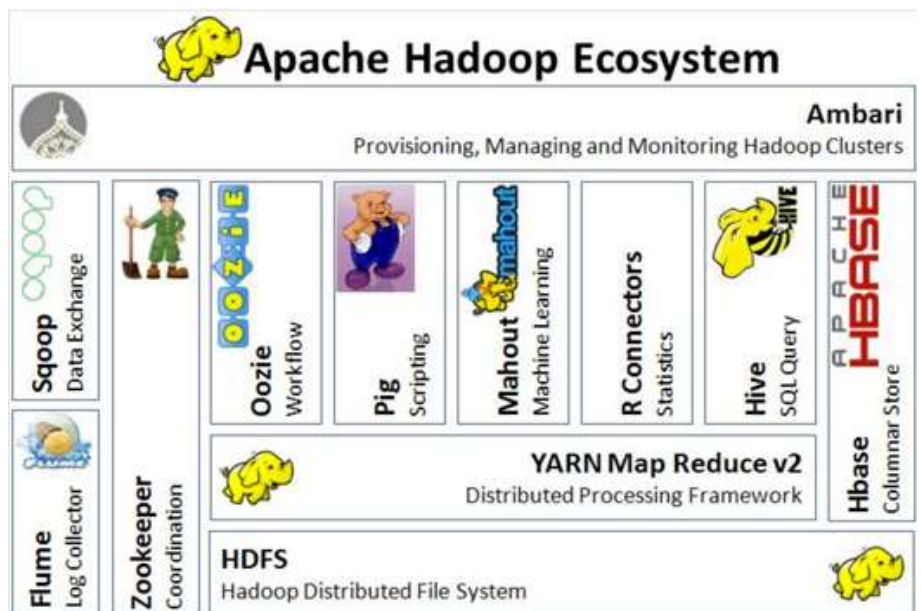 Apache Hadoop Ecosystem
Ambari
Provisioning, Managing and Monitoring Hadoop Clusters
sqoop
Sqoop
Data Exchange
FLUME
Flume
Log Collector
Zookeeper
Coordination
OOZIE
Oozie
Workflow
Pig
Scripting
mahout
Mahout
Machine Learning
R Connectors
Statistics
HIVE
Hive
SQL Query
APACHE
HBASE
Hbase
Columnar Store
YARN Map Reduce v2
Distributed Processing Framework
HDFS
Hadoop Distributed File System